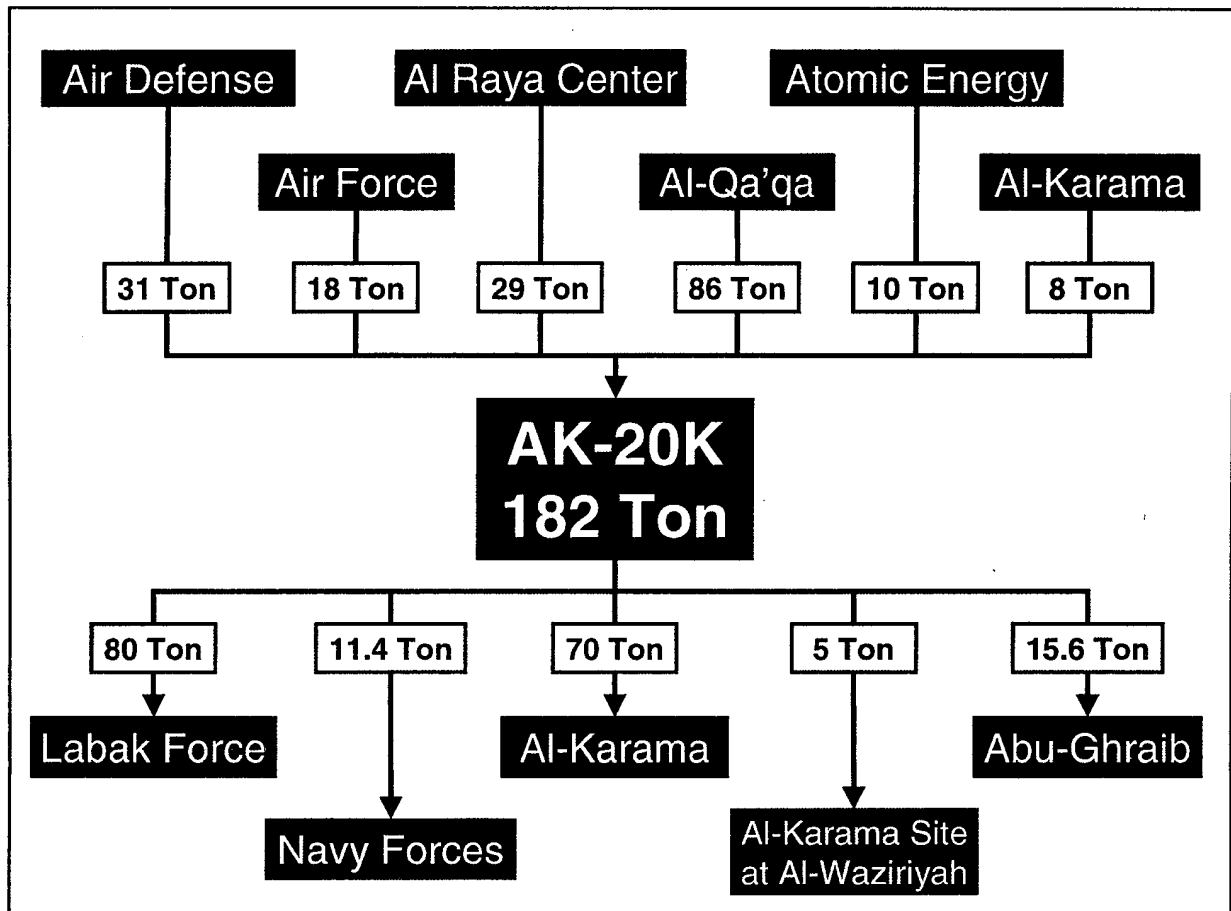 Air Defense
Al Raya Center
Atomic Energy
Air Force
Al-Qa'qa
Al-Karama
31 Ton
18 Ton
29 Ton
86 Ton
10 Ton
8 Ton
AK-20K
182 Ton
80 Ton
11.4 Ton
70 Ton
5 Ton
15.6 Ton
Labak Force
Al-Karama
Abu-Ghraib
Navy Forces
Al-Karama Site
at Al-Waziriyah